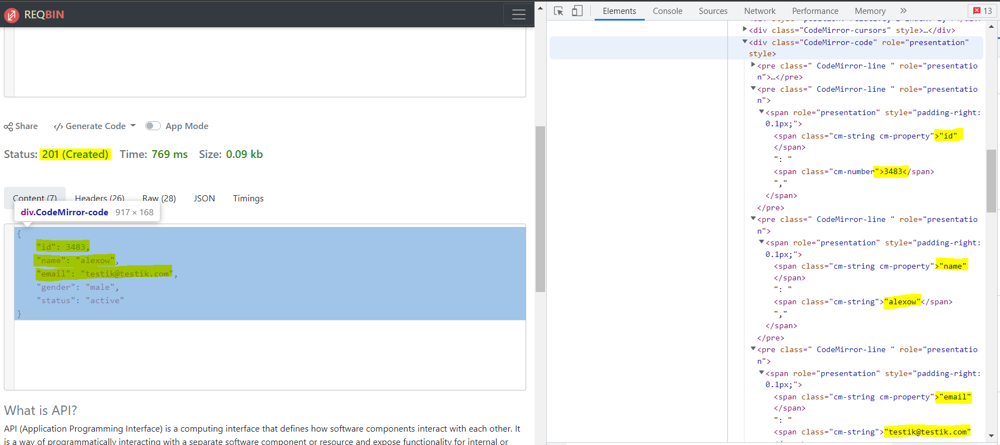 REQBIN
Share
Generate Code
App Mode
Status: 201 (Created) Time: 769 ms Size: 0.09 kb
Content (7) Headers (26) Raw (28) JSON Timings
div.CodeMirror-code 917 × 168
{
"id": 3483,
"name": "alexow",
"email": "testik@testik.com",
"gender": "male",
"status": "active"
}
What is API?
API (Application Programming Interface) is a computing interface that defines how software components interact with each other. It
is a way of programmatically interacting with a separate software component or resource and expose functionality for internal or
Elements Console Sources Network Performance Memory » 13
<div class="CodeMirror-cursors" style>…</div>
<div class="CodeMirror-code" role="presentation"
style>
<pre class=" CodeMirror-line " role="presentatio
n">…</pre>
<pre class=" CodeMirror-line " role="presentatio
n">
<span role="presentation" style="padding-right:
0.1px;">
<span class="cm-string cm-property">"id"
</span>
": "
<span class="cm-number">3483</span>
","
</span>
</pre>
<pre class=" CodeMirror-line " role="presentatio
n">
<span role="presentation" style="padding-right:
0.1px;">
<span class="cm-string cm-property">"name"
</span>
": "
<span class="cm-string">"alexow"</span>
","
</span>
</pre>
<pre class=" CodeMirror-line " role="presentatio
n">
<span role="presentation" style="padding-right:
0.1px;">
<span class="cm-string cm-property">"email"
</span>
": "
<span class="cm-string">"testik@testik.com"